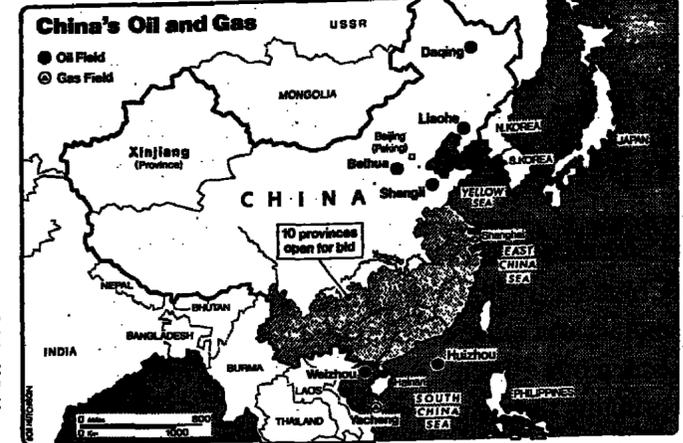 China's Oil and Gas
Oil Field
Gas Field
USSR
Daqing
MONGOLIA
Liaohe
N.KOREA
Beijing
(Peking)
JAPAN
Xinjiang
(Province)
Beihua
S.KOREA
Shengli
CHINA
YELLOW
SEA
10 provinces
open for bid
Shanghai
EAST
CHINA
SEA
NEPAL
BHUTAN
BANGLADESH
INDIA
BURMA
Weizhou
Huizhou
Hainan
LAOS
SOUTH
CHINA
SEA
PHILIPPINES
THAILAND
Yacheng
0 Miles 800
0 Km 1000